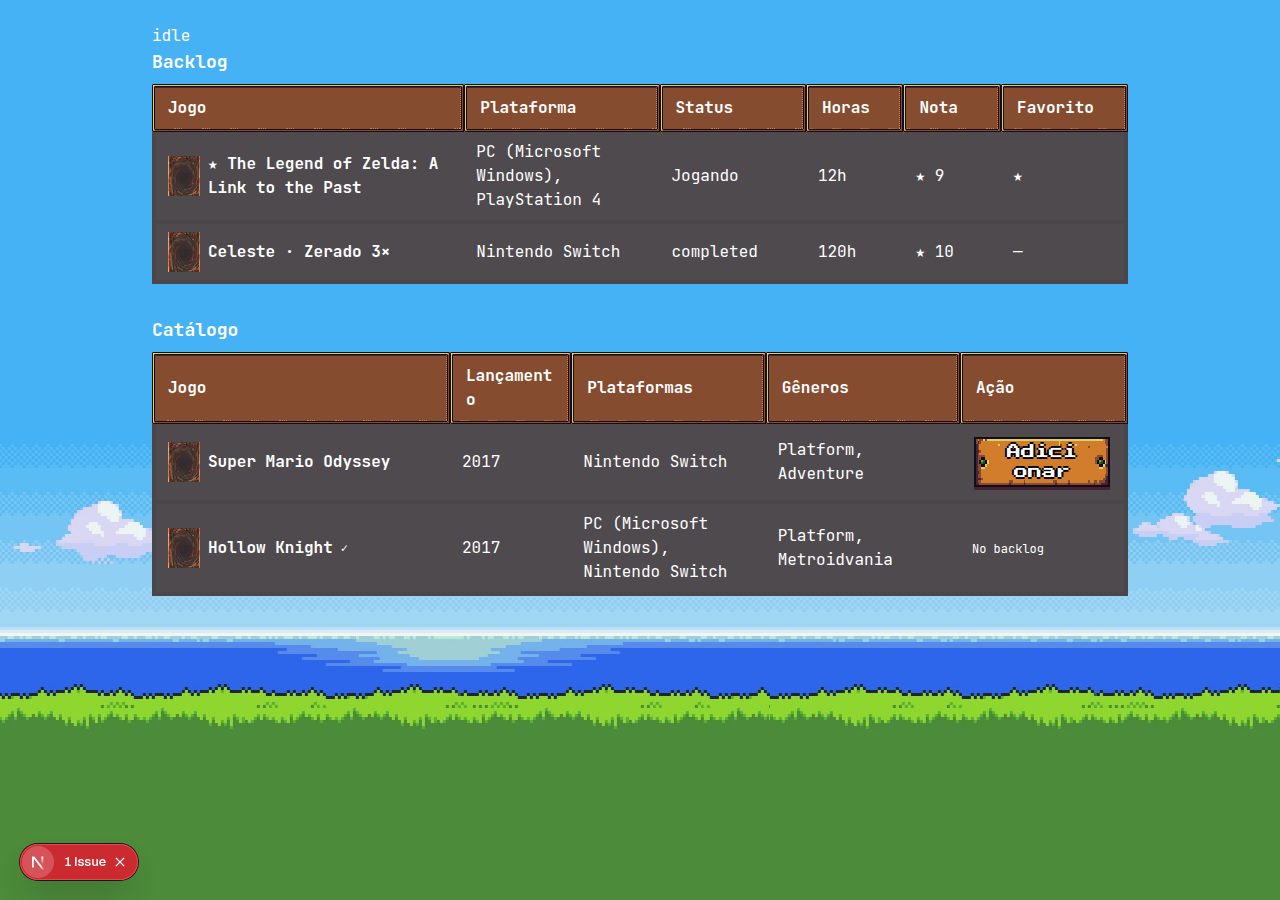 idle
Backlog
Jogo Plataforma Status Horas Nota Favorito
★ The Legend of Zelda: A Link to the Past PC (Microsoft Windows), PlayStation 4 Jogando 12h ★ 9 ★
Celeste · Zerado 3× Nintendo Switch completed 120h ★ 10 —
Catálogo
Jogo Lançamento Plataformas Gêneros Ação
Super Mario Odyssey 2017 Nintendo Switch Platform, Adventure Adicionar
Hollow Knight ✓ 2017 PC (Microsoft Windows), Nintendo Switch Platform, Metroidvania No backlog
N 1 Issue ×